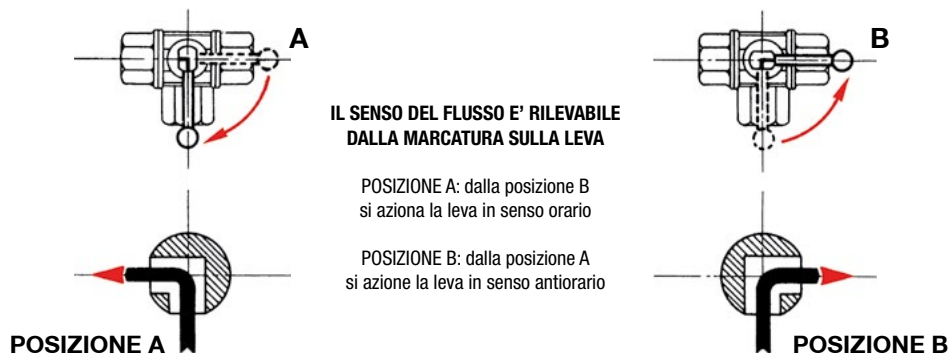 A
B
IL SENSO DEL FLUSSO E' RILEVABILE
DALLA MARCATURA SULLA LEVA
POSIZIONE A: dalla posizione B
si aziona la leva in senso orario
POSIZIONE B: dalla posizione A
si azione la leva in senso antiorario
POSIZIONE A
POSIZIONE B